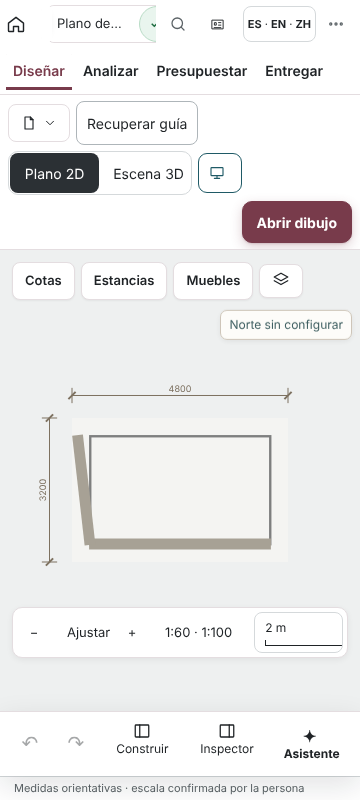 Plano de...
ES · EN · ZH
Diseñar Analizar Presupuestar Entregar
Recuperar guía
Plano 2D Escena 3D
Abrir dibujo
Cotas Estancias Muebles
Norte sin configurar
4800
3200
− Ajustar + 1:60 · 1:100 2 m
Construir Inspector Asistente
Medidas orientativas · escala confirmada por la persona